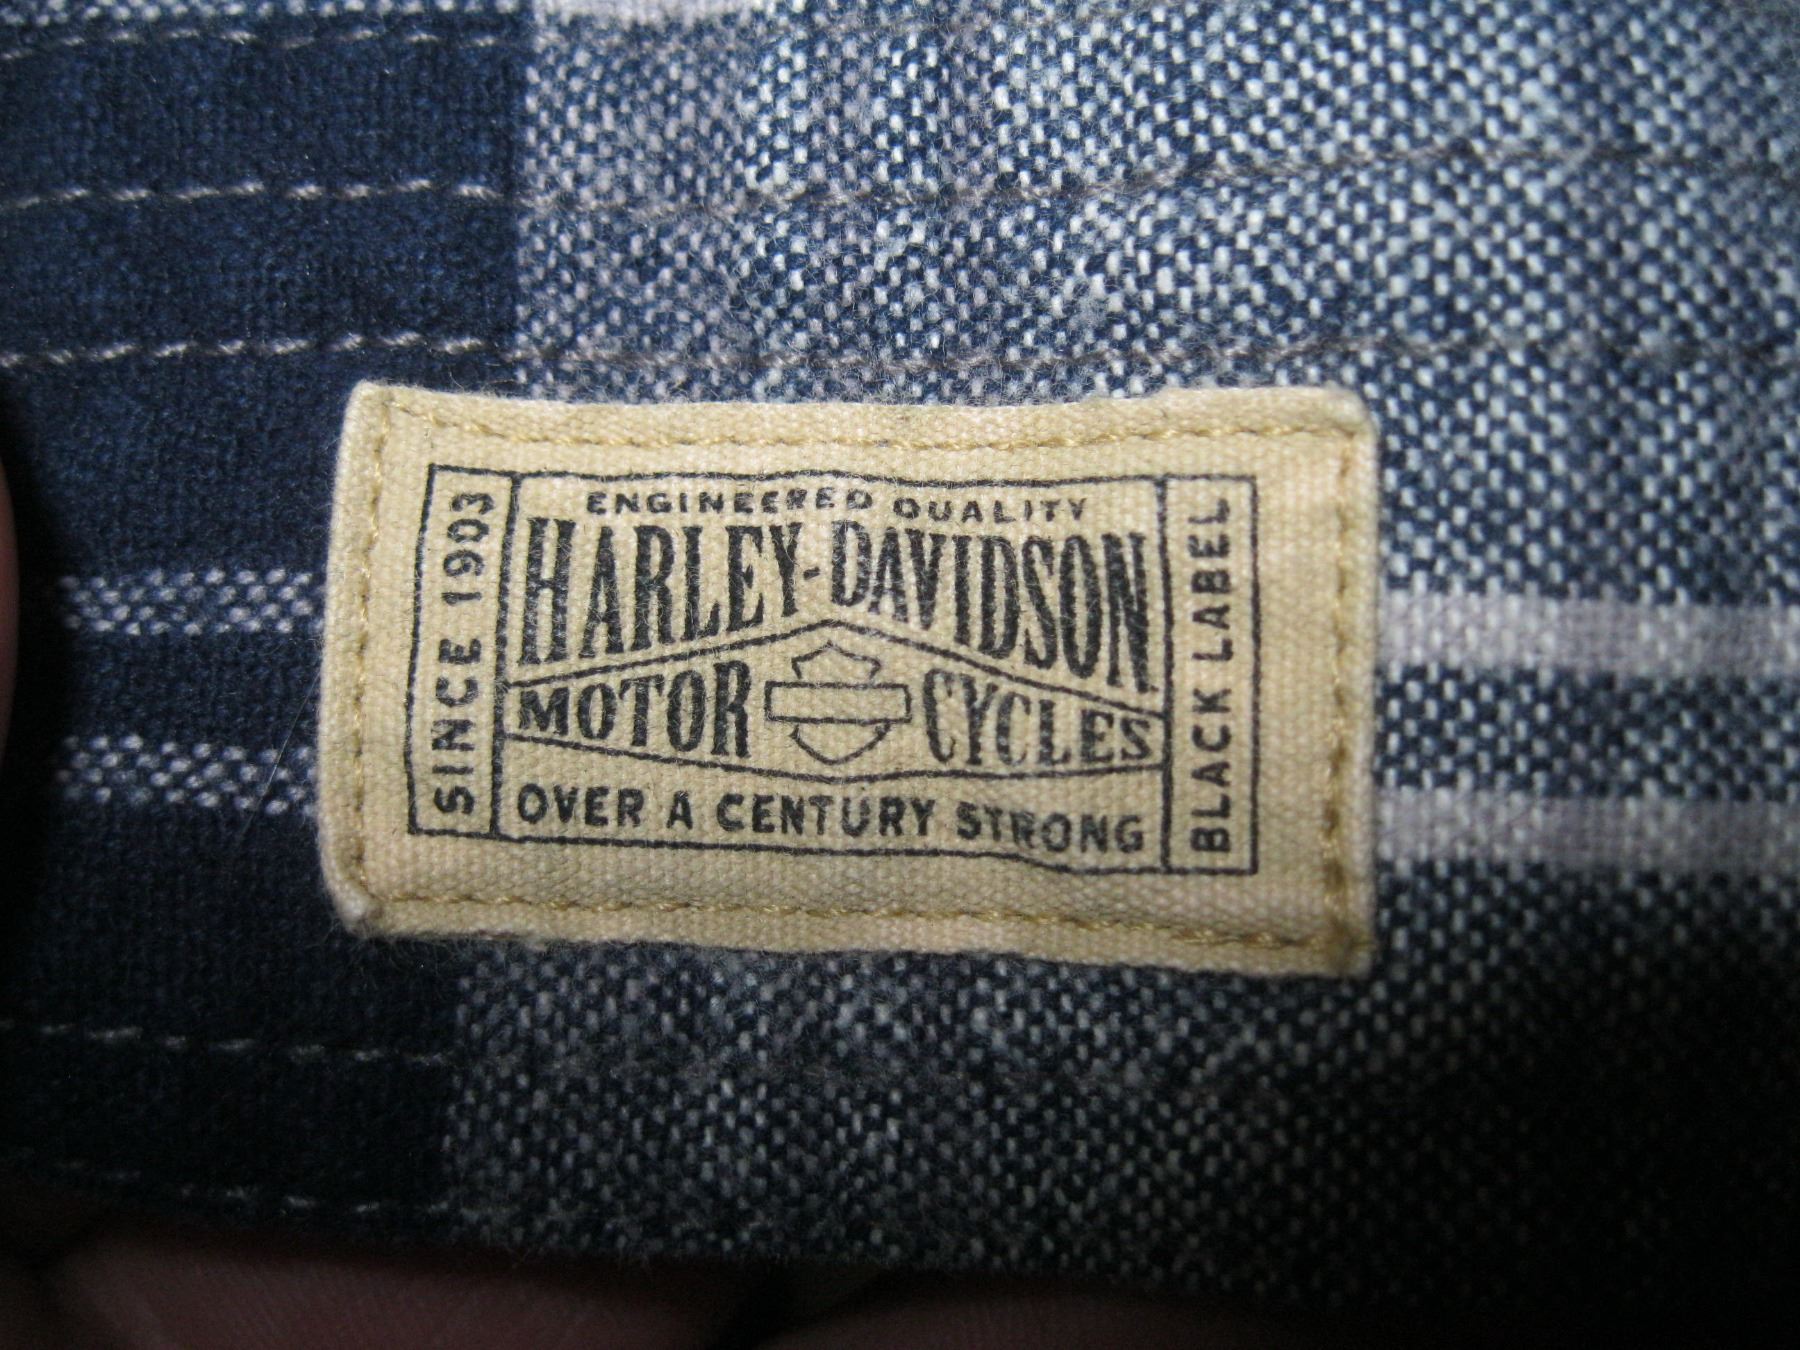 SINCE 1903
ENGINEERED QUALITY
HARLEY-DAVIDSON
MOTOR CYCLES
OVER A CENTURY STRONG
BLACK LABEL